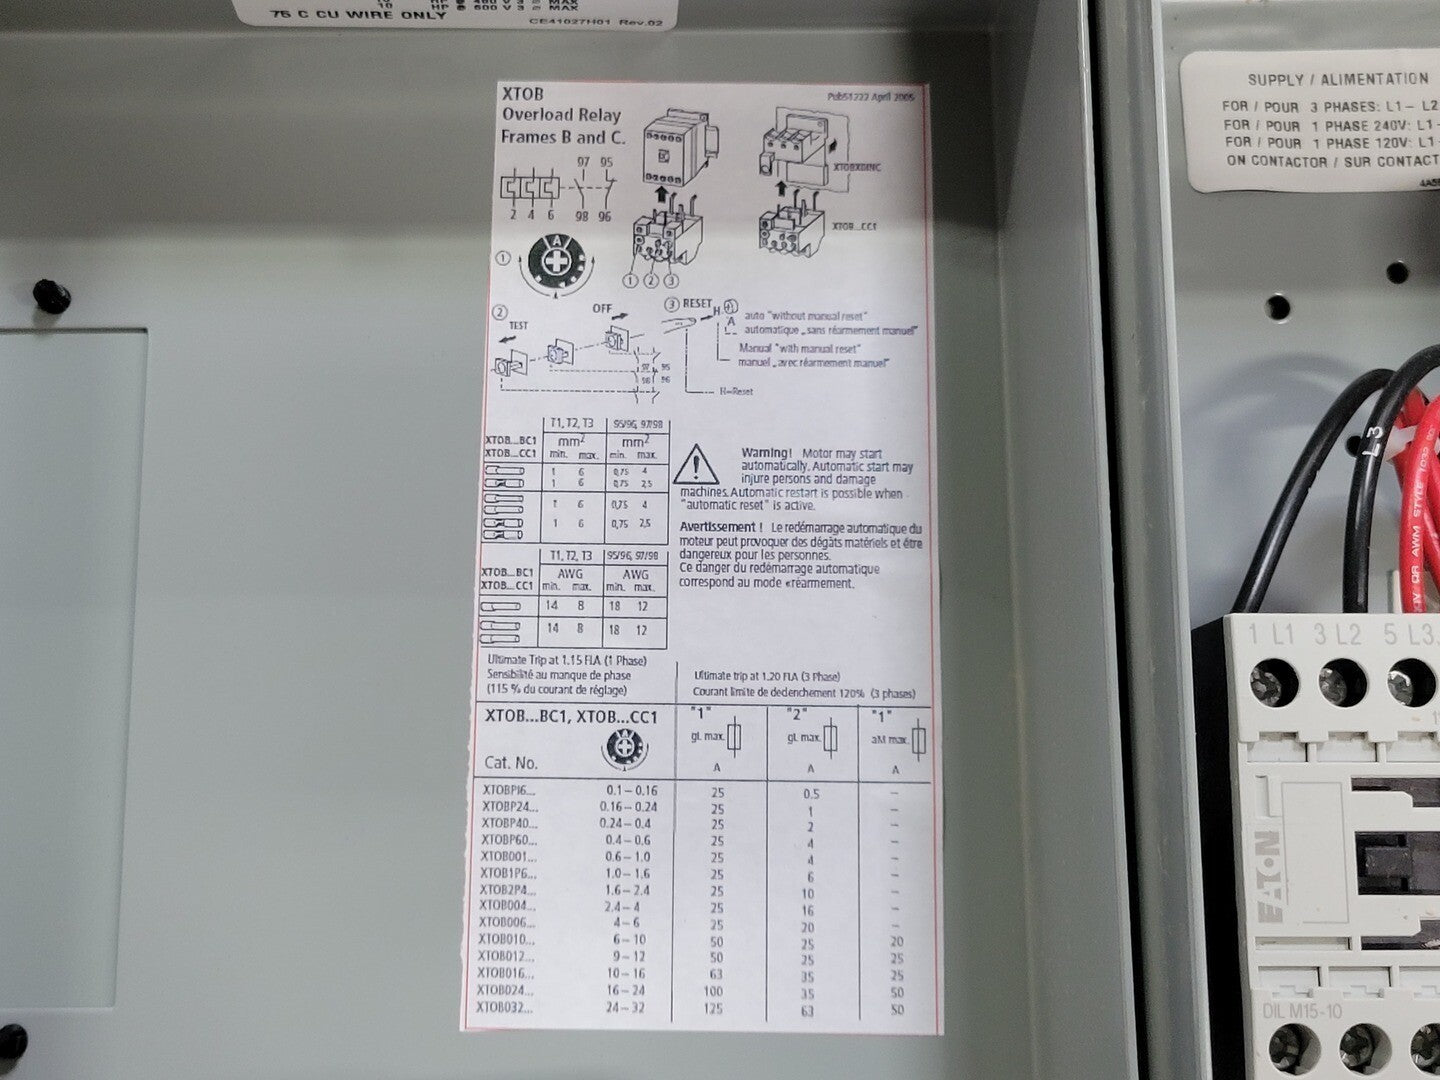 75 C CU WIRE ONLY
CE41027H01 Rev.02
XTOB
Pub51222 April 2005
Overload Relay
Frames B and C.
97 95
2 4 6 98 96
XTOBXDINC
XTOB...CC1
A
1
1 2 3
2
TEST
OFF
3 RESET
H
A
auto "without manual reset"
automatique „sans réarmement manuel"
Manual "with manual reset"
manuel „avec réarmement manuel"
97 95
98 96
H=Reset
T1, T2, T3 95/96, 97/98
XTOB...BC1 mm² mm²
XTOB...CC1 min. max. min. max.
1 6 0,75 4
1 6 0,75 2,5
1 6 0,75 4
1 6 0,75 2,5
Warning! Motor may start
automatically. Automatic start may
injure persons and damage
machines. Automatic restart is possible when
"automatic reset" is active.
Avertissement ! Le redémarrage automatique du
moteur peut provoquer des dégâts matériels et être
dangereux pour les personnes.
Ce danger du redémarrage automatique
correspond au mode «réarmement.
T1, T2, T3 95/96, 97/98
XTOB...BC1 AWG AWG
XTOB...CC1 min. max. min. max.
14 8 18 12
14 8 18 12
Ultimate Trip at 1.15 FLA (1 Phase)
Sensibilité au manque de phase
(115 % du courant de réglage)
Ultimate trip at 1.20 FLA (3 Phase)
Courant limite de dedenchement 120% (3 phases)
XTOB...BC1, XTOB...CC1 "1" "2" "1"
gL max. gL max. aM max.
Cat. No. A A A
XTOBP16... 0.1 – 0.16 25 0.5 –
XTOBP24... 0.16 – 0.24 25 1 –
XTOBP40... 0.24 – 0.4 25 2 –
XTOBP60... 0.4 – 0.6 25 4 –
XTOB001... 0.6 – 1.0 25 4 –
XTOB1P6... 1.0 – 1.6 25 6 –
XTOB2P4... 1.6 – 2.4 25 10 –
XTOB004... 2.4 – 4 25 16 –
XTOB006... 4 – 6 25 20 –
XTOB010... 6 – 10 50 25 20
XTOB012... 9 – 12 50 25 25
XTOB016... 10 – 16 63 35 25
XTOB024... 16 – 24 100 35 50
XTOB032... 24 – 32 125 63 50
SUPPLY / ALIMENTATION
FOR / POUR 3 PHASES: L1– L2
FOR / POUR 1 PHASE 240V: L1–
FOR / POUR 1 PHASE 120V: L1–
ON CONTACTOR / SUR CONTACT
L3
OR AWM STYLE 1032
1 L1 3 L2 5 L3
EATON
DIL M15-10